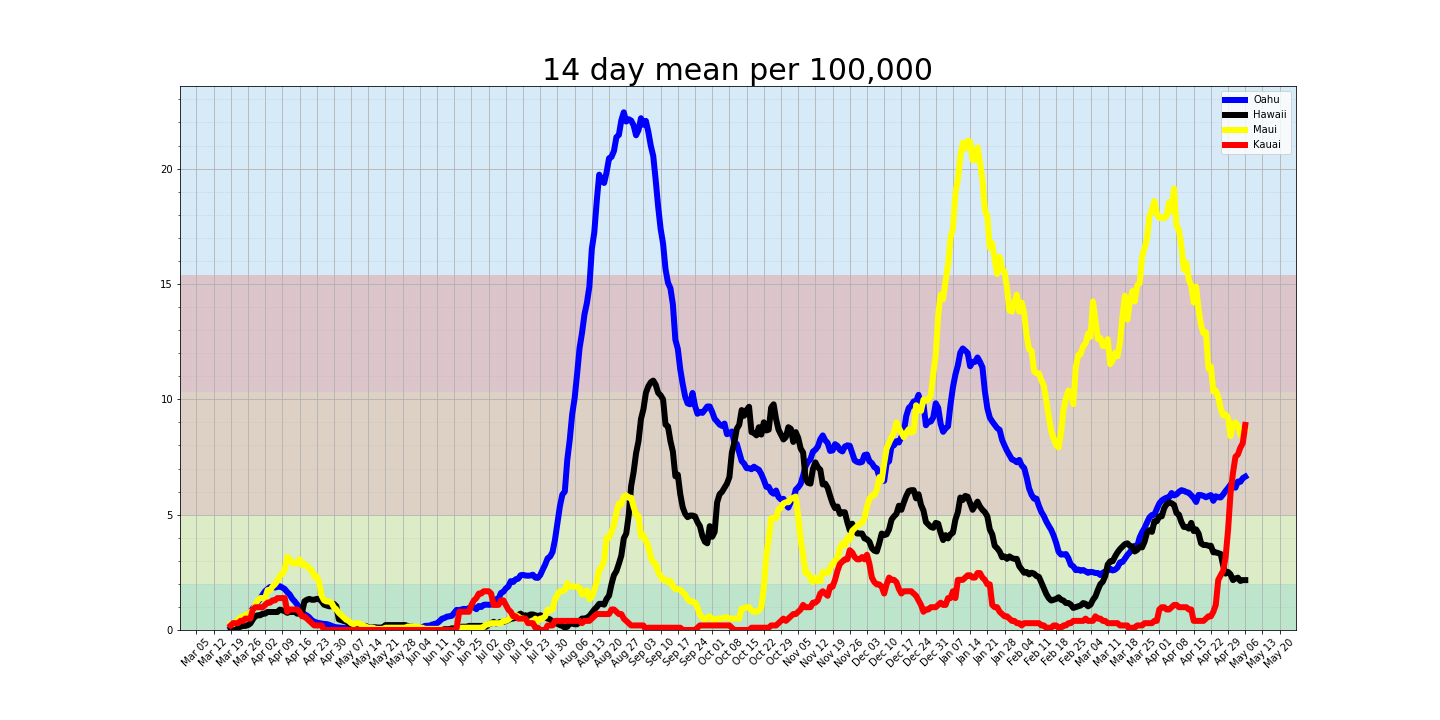 14 day mean per 100,000
Oahu
Hawaii
Maui
Kauai
20
15
10
5
0
Mar 05
Mar 12
Mar 19
Mar 26
Apr 02
Apr 09
Apr 16
Apr 23
Apr 30
May 07
May 14
May 21
May 28
Jun 04
Jun 11
Jun 18
Jun 25
Jul 02
Jul 09
Jul 16
Jul 23
Jul 30
Aug 06
Aug 13
Aug 20
Aug 27
Sep 03
Sep 10
Sep 17
Sep 24
Oct 01
Oct 08
Oct 15
Oct 22
Oct 29
Nov 05
Nov 12
Nov 19
Nov 26
Dec 03
Dec 10
Dec 17
Dec 24
Dec 31
Jan 07
Jan 14
Jan 21
Jan 28
Feb 04
Feb 11
Feb 18
Feb 25
Mar 04
Mar 11
Mar 18
Mar 25
Apr 01
Apr 08
Apr 15
Apr 22
Apr 29
May 06
May 13
May 20